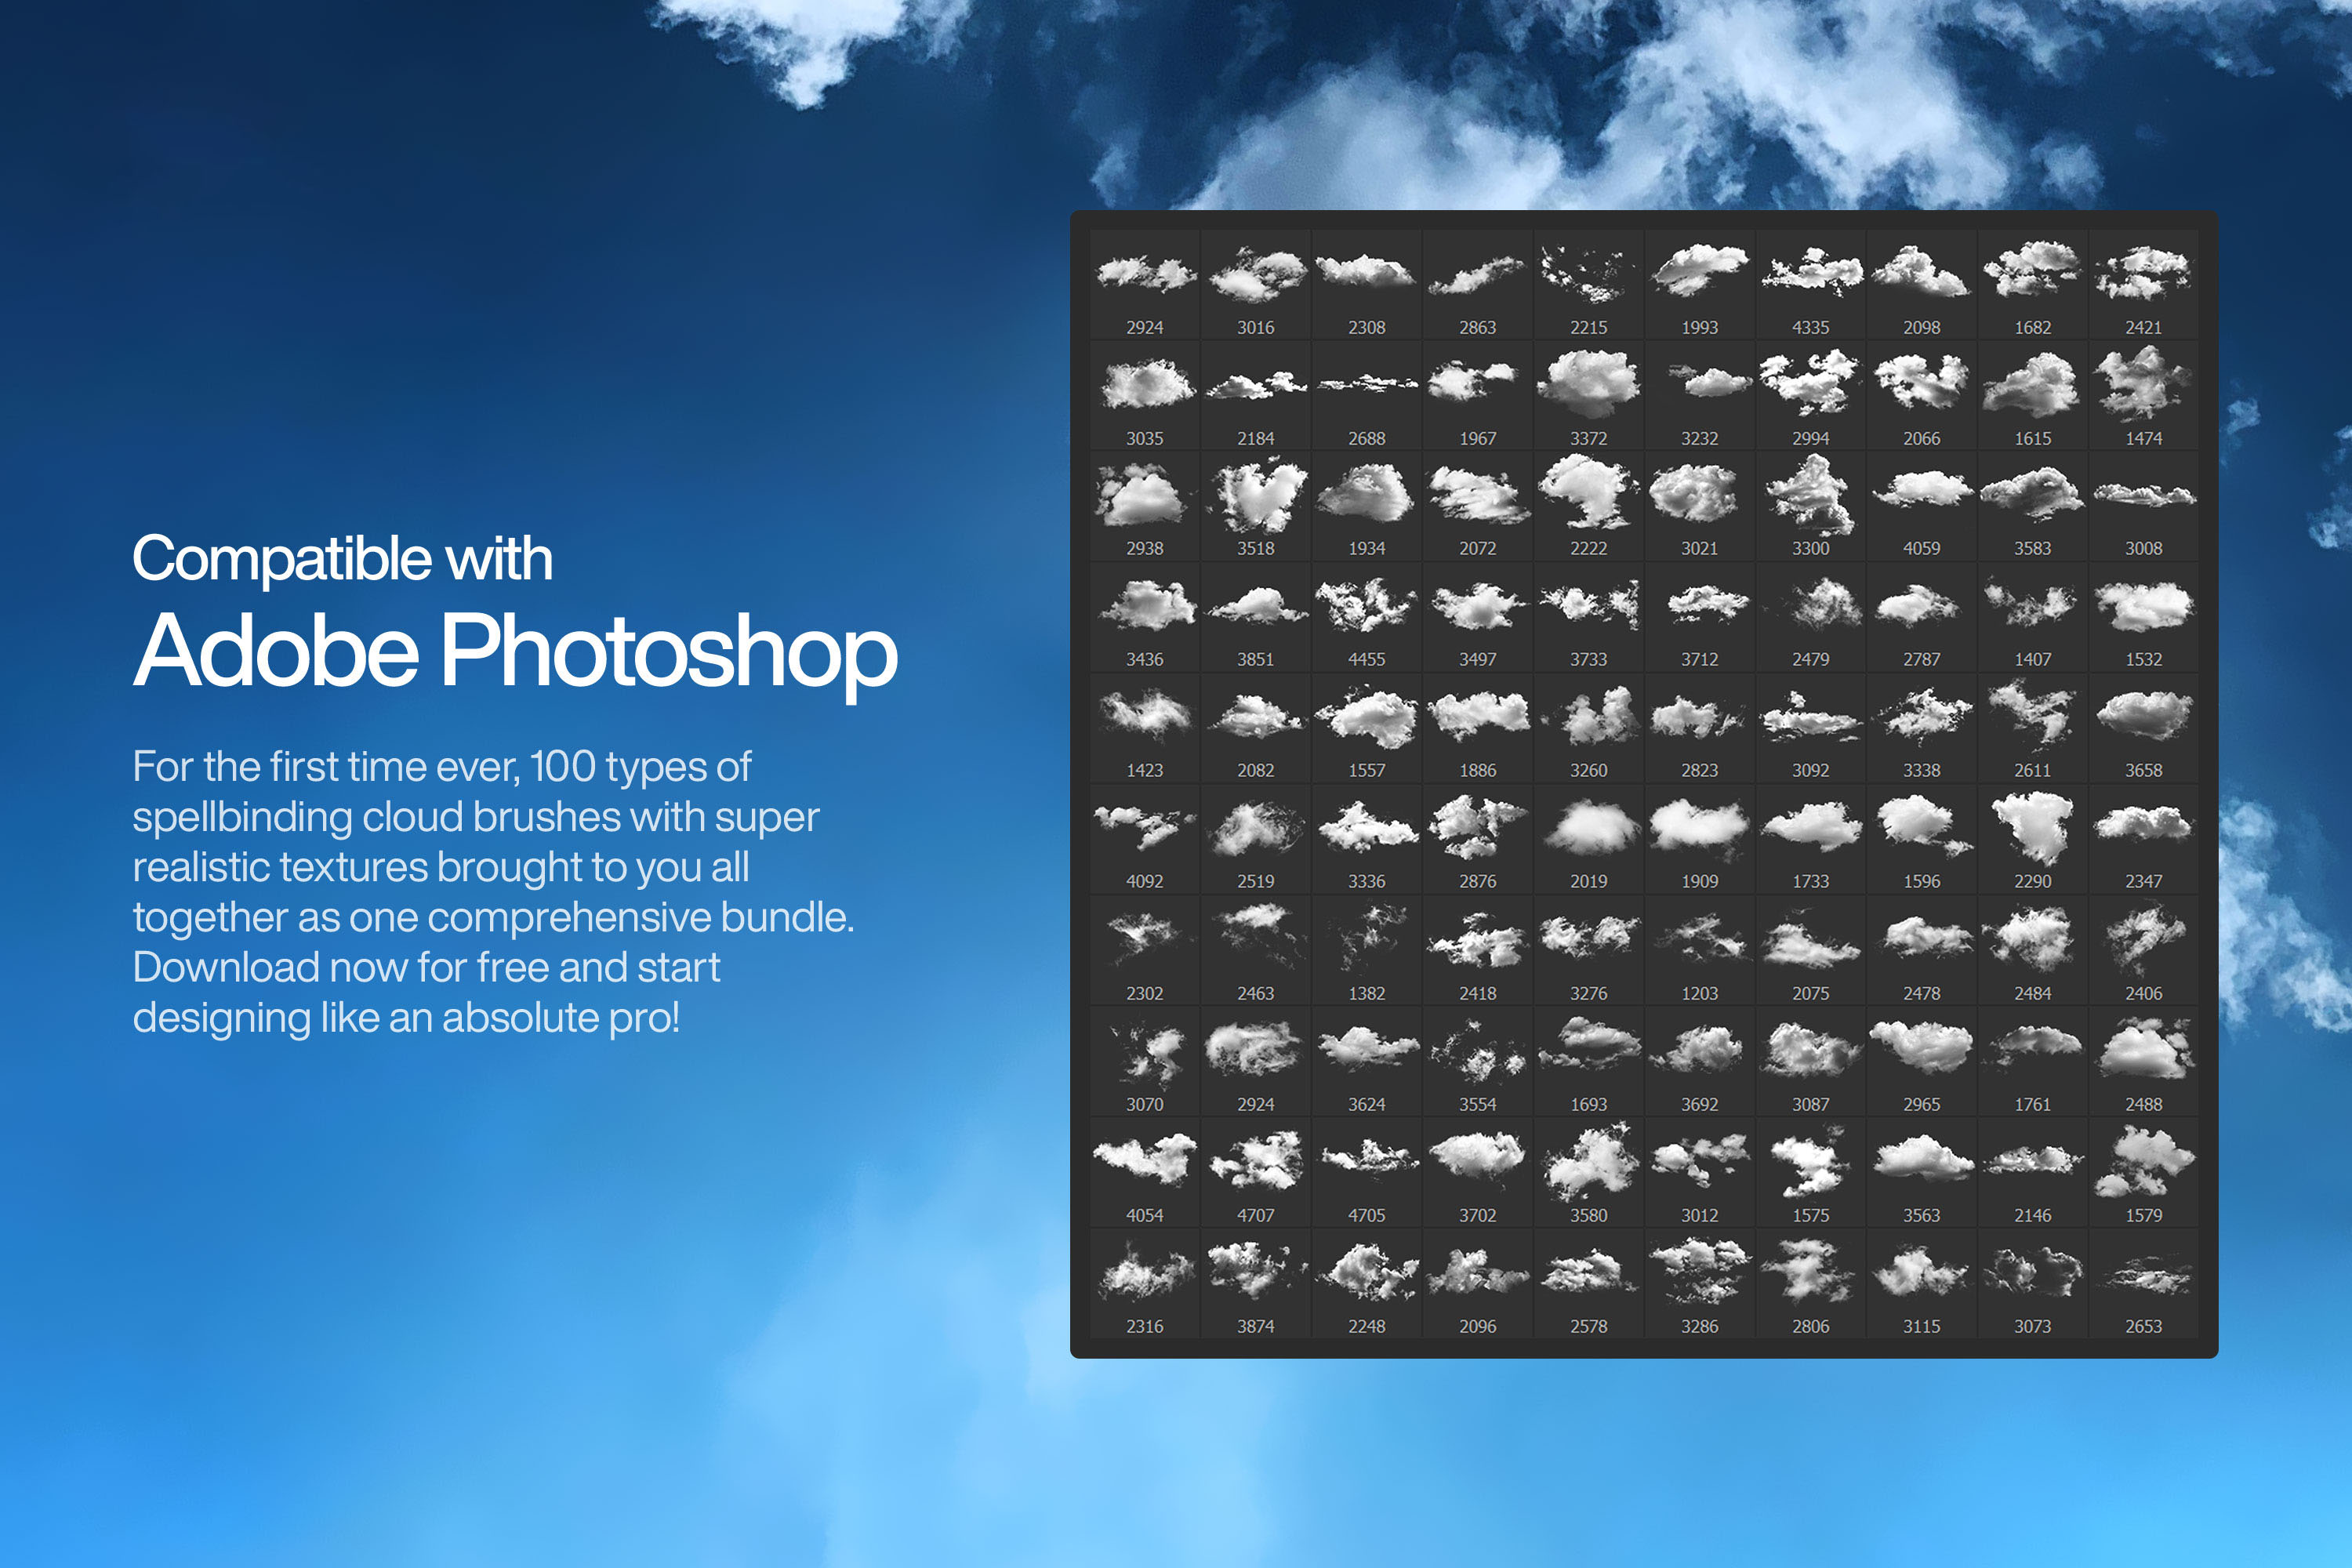 Compatible with
Adobe Photoshop
For the first time ever, 100 types of
spellbinding cloud brushes with super
realistic textures brought to you all
together as one comprehensive bundle.
Download now for free and start
designing like an absolute pro!
2924 3016 2308 2863 2215 1993 4335 2098 1682 2421
3035 2184 2688 1967 3372 3232 2994 2066 1615 1474
2938 3518 1934 2072 2222 3021 3300 4059 3583 3008
3436 3851 4455 3497 3733 3712 2479 2787 1407 1532
1423 2082 1557 1886 3260 2823 3092 3338 2611 3658
4092 2519 3336 2876 2019 1909 1733 1596 2290 2347
2302 2463 1382 2418 3276 1203 2075 2478 2484 2406
3070 2924 3624 3554 1693 3692 3087 2965 1761 2488
4054 4707 4705 3702 3580 3012 1575 3563 2146 1579
2316 3874 2248 2096 2578 3286 2806 3115 3073 2653